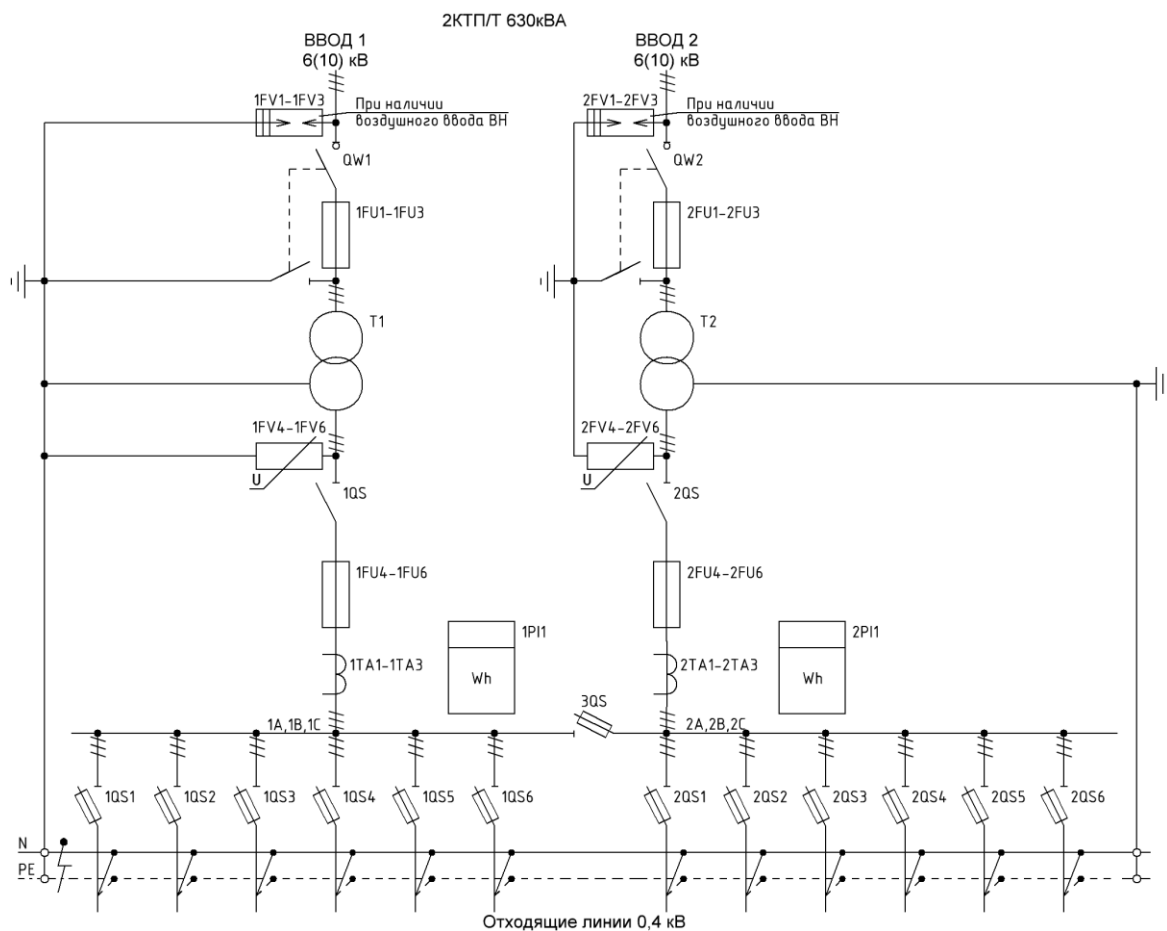 2КТП/Т 630кВА
ВВОД 1
6(10) кВ
ВВОД 2
6(10) кВ
1FV1-1FV3
При наличии
воздушного ввода ВН
2FV1-2FV3
При наличии
воздушного ввода ВН
QW1
QW2
1FU1-1FU3
2FU1-2FU3
T1
T2
1FV4-1FV6
2FV4-2FV6
U
1QS
U
2QS
1FU4-1FU6
2FU4-2FU6
1PI1
2PI1
1TA1-1TA3
Wh
2TA1-2TA3
Wh
3QS
1A,1B,1C
2A,2B,2C
1QS1
1QS2
1QS3
1QS4
1QS5
1QS6
2QS1
2QS2
2QS3
2QS4
2QS5
2QS6
N
PE
Отходящие линии 0,4 кВ